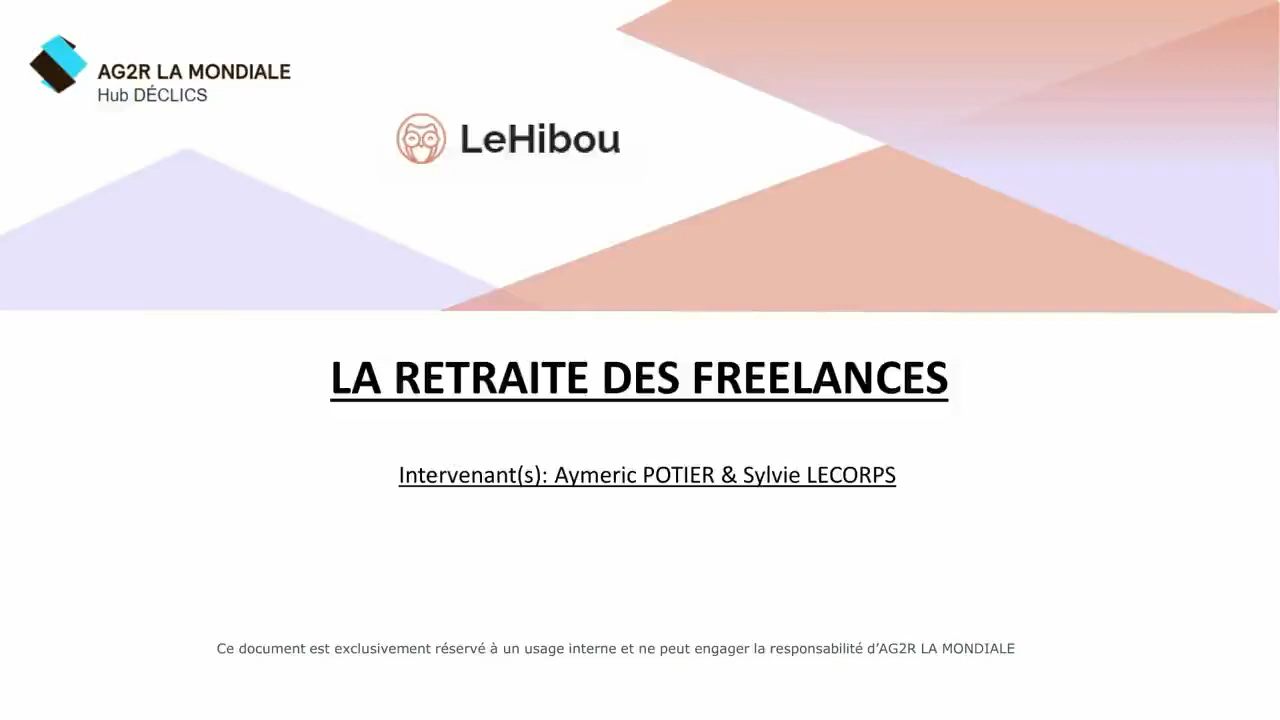 AG2R LA MONDIALE
Hub DÉCLICS
LeHibou
LA RETRAITE DES FREELANCES
Intervenant(s): Aymeric POTIER & Sylvie LECORPS
Ce document est exclusivement réservé à un usage interne et ne peut engager la responsabilité d’AG2R LA MONDIALE